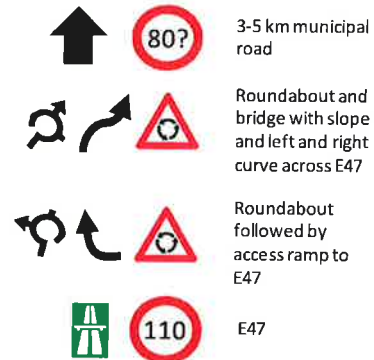 80?
3-5 km municipal
road
Roundabout and
bridge with slope
and left and right
curve across E47
Roundabout
followed by
access ramp to
E47
110
E47